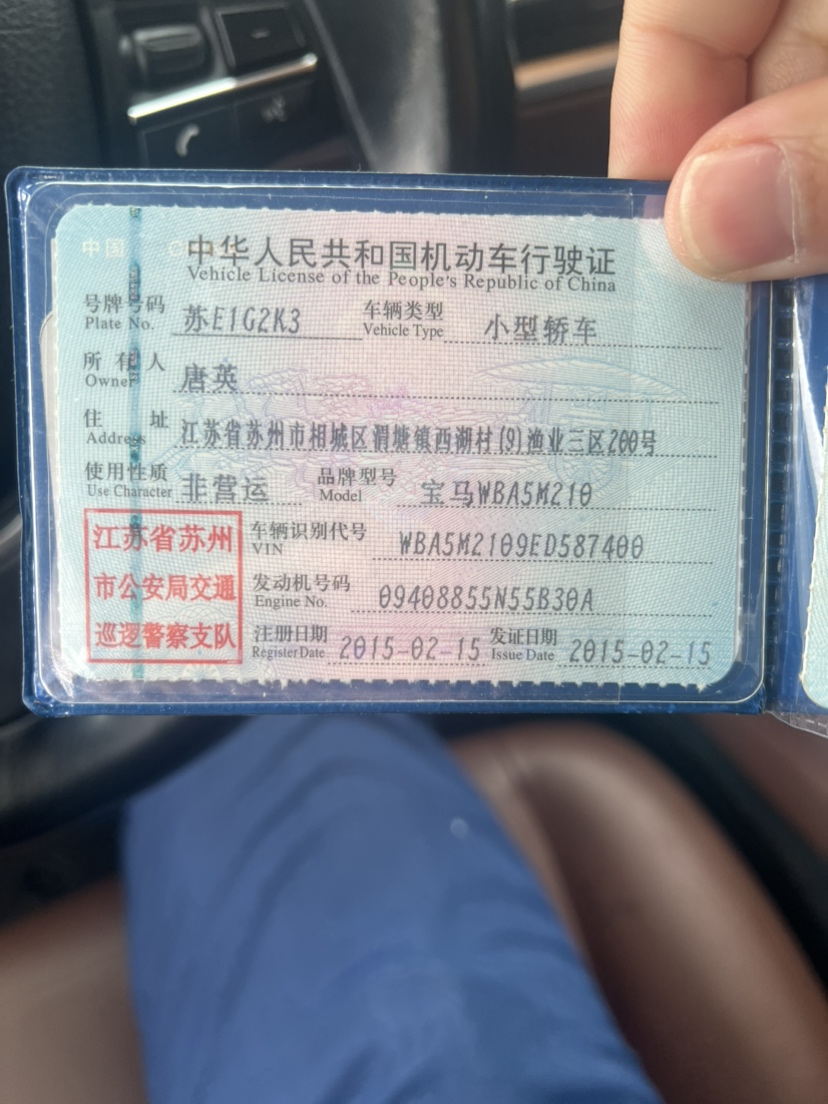 中国 CHINA
中华人民共和国机动车行驶证
Vehicle License of the People's Republic of China
号牌号码 苏E1G2K3 车辆类型 小型轿车
Plate No. Vehicle Type
所有人 唐英
Owner
住址 江苏省苏州市相城区渭塘镇西湖村(9)渔业三区200号
Address
使用性质 非营运 品牌型号 宝马WBA5M210
Use Character Model
江苏省苏州
市公安局交通
巡逻警察支队
车辆识别代号 WBA5M2109ED587400
VIN
发动机号码 09408855N55B30A
Engine No.
注册日期 2015-02-15 发证日期 2015-02-15
Register Date Issue Date